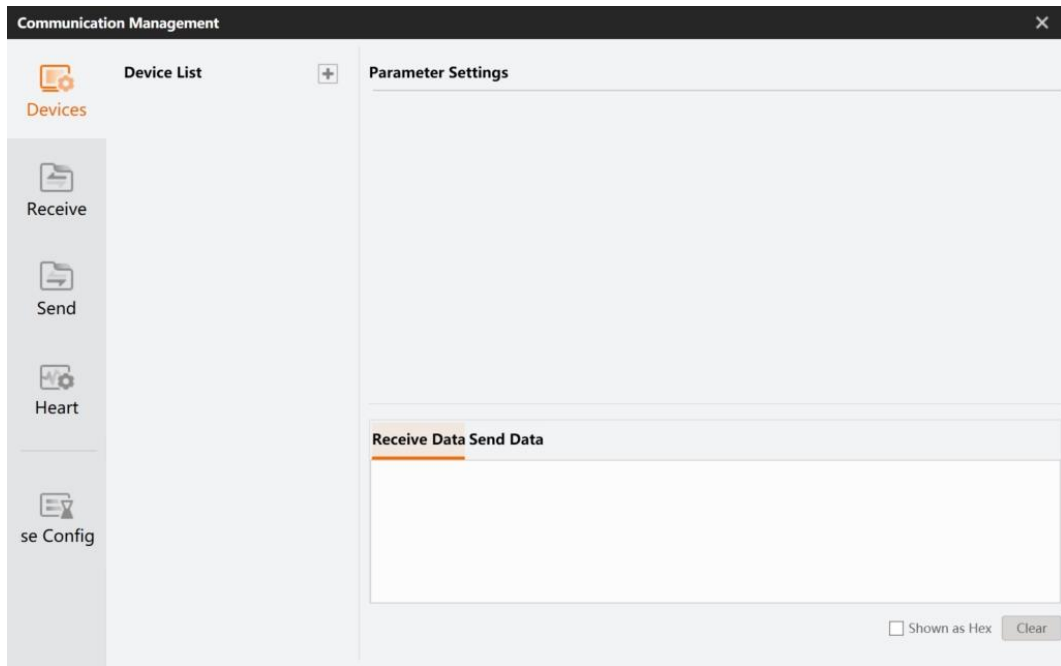 Communication Management
Devices
Device List
Parameter Settings
Receive
Send
Heart
se Config
Receive Data Send Data
Shown as Hex Clear